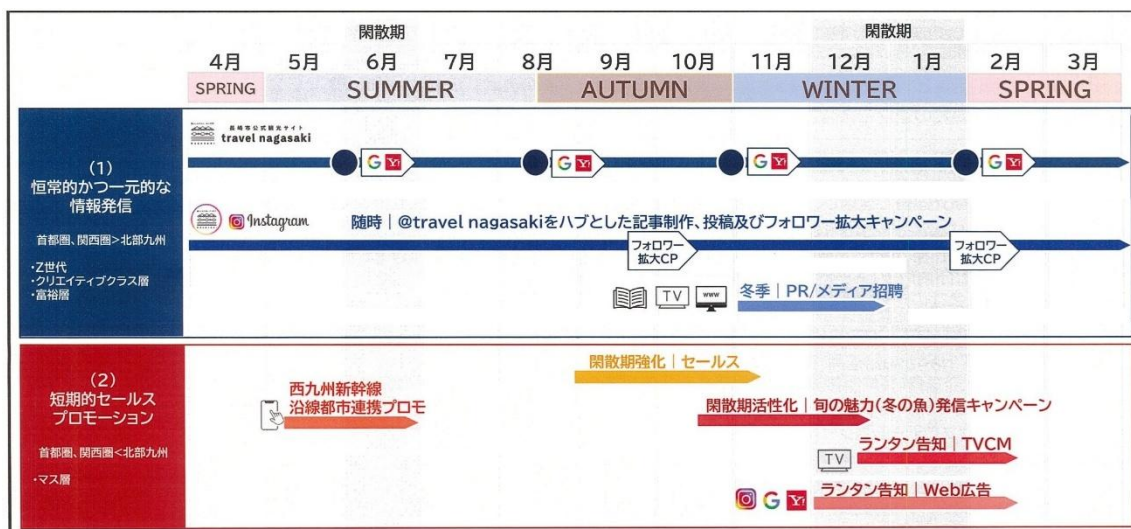 閑散期
閑散期
4月 5月 6月 7月 8月 9月 10月 11月 12月 1月 2月 3月
SPRING SUMMER AUTUMN WINTER SPRING
(1)
恒常的かつ一元的な
情報発信
首都圏、関西圏>北部九州
・Z世代
・クリエイティブクラス層
・富裕層
長崎市公式観光サイト
travel nagasaki
G Y! G Y! G Y! G Y!
Instagram
随時|@travel nagasakiをハブとした記事制作、投稿及びフォロワー拡大キャンペーン
フォロワー
拡大CP
フォロワー
拡大CP
TV
www
冬季|PR/メディア招聘
(2)
短期的セールス
プロモーション
首都圏、関西圏<北部九州
・マス層
閑散期強化|セールス
西九州新幹線
沿線都市連携プロモ
閑散期活性化|旬の魅力(冬の魚)発信キャンペーン
TV
ランタン告知|TVCM
G Y!
ランタン告知|Web広告